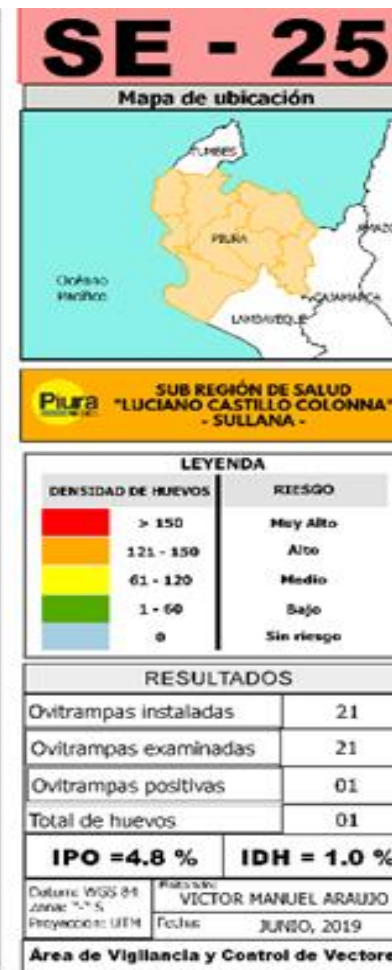 SE - 25
Mapa de ubicación
TUMBES
PIURA
Océano
Pacífico
CAJAMARCA
LAMBAYEQUE
Piura
SUB REGIÓN DE SALUD
"LUCIANO CASTILLO COLONNA"
- SULLANA -
LEYENDA
DENSIDAD DE HUEVOS RIESGO
> 150 Muy Alto
121 - 150 Alto
61 - 120 Medio
1 - 60 Bajo
0 Sin riesgo
RESULTADOS
Ovitrampas instaladas 21
Ovitrampas examinadas 21
Ovitrampas positivas 01
Total de huevos 01
IPO =4.8 % IDH = 1.0 %
Datum: WGS 84
Proyección: UTM
VICTOR MANUEL ARAUJO
Fecha: JUNIO, 2019
Área de Vigilancia y Control de Vectore